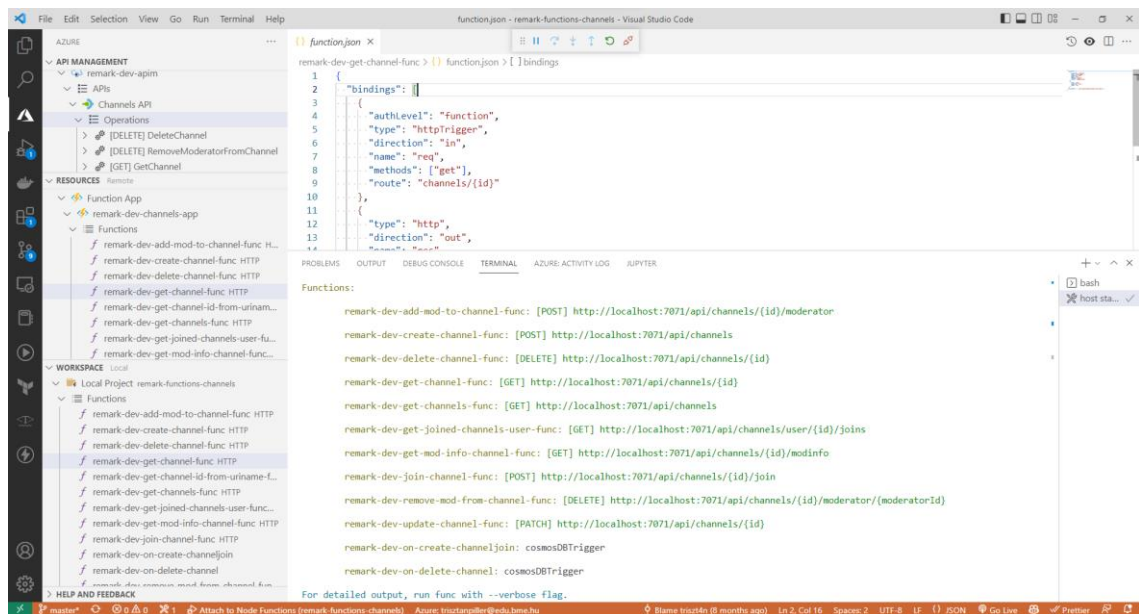 File Edit Selection View Go Run Terminal Help
function.json - remark-functions-channels - Visual Studio Code
AZURE
API MANAGEMENT
remark-dev-apim
APIs
Channels API
Operations
[DELETE] DeleteChannel
[DELETE] RemoveModeratorFromChannel
[GET] GetChannel
RESOURCES Remote
Function App
remark-dev-channels-app
Functions
remark-dev-add-mod-to-channel-func H...
remark-dev-create-channel-func HTTP
remark-dev-delete-channel-func HTTP
remark-dev-get-channel-func HTTP
remark-dev-get-channel-id-from-urinam...
remark-dev-get-channels-func HTTP
remark-dev-get-joined-channels-user-fu...
remark-dev-get-mod-info-channel-func...
WORKSPACE Local
Local Project remark-functions-channels
Functions
remark-dev-add-mod-to-channel-func HTTP
remark-dev-create-channel-func HTTP
remark-dev-delete-channel-func HTTP
remark-dev-get-channel-func HTTP
remark-dev-get-channel-id-from-uriname-f...
remark-dev-get-channels-func HTTP
remark-dev-get-joined-channels-user-func...
remark-dev-get-mod-info-channel-func HTTP
remark-dev-join-channel-func HTTP
remark-dev-on-create-channeljoin
remark-dev-on-delete-channel
HELP AND FEEDBACK
function.json
remark-dev-get-channel-func > {} function.json > [ ] bindings
1 {
2 "bindings": [
3 {
4 "authLevel": "function",
5 "type": "httpTrigger",
6 "direction": "in",
7 "name": "req",
8 "methods": ["get"],
9 "route": "channels/{id}"
10 },
11 {
12 "type": "http",
13 "direction": "out",
PROBLEMS OUTPUT DEBUG CONSOLE TERMINAL AZURE: ACTIVITY LOG JUPYTER
bash
host sta...
Functions:
remark-dev-add-mod-to-channel-func: [POST] http://localhost:7071/api/channels/{id}/moderator
remark-dev-create-channel-func: [POST] http://localhost:7071/api/channels
remark-dev-delete-channel-func: [DELETE] http://localhost:7071/api/channels/{id}
remark-dev-get-channel-func: [GET] http://localhost:7071/api/channels/{id}
remark-dev-get-channels-func: [GET] http://localhost:7071/api/channels
remark-dev-get-joined-channels-user-func: [GET] http://localhost:7071/api/channels/user/{id}/joins
remark-dev-get-mod-info-channel-func: [GET] http://localhost:7071/api/channels/{id}/modinfo
remark-dev-join-channel-func: [POST] http://localhost:7071/api/channels/{id}/join
remark-dev-remove-mod-from-channel-func: [DELETE] http://localhost:7071/api/channels/{id}/moderator/{moderatorId}
remark-dev-update-channel-func: [PATCH] http://localhost:7071/api/channels/{id}
remark-dev-on-create-channeljoin: cosmosDBTrigger
remark-dev-on-delete-channel: cosmosDBTrigger
For detailed output, run func with --verbose flag.
master* 0 0 1 Attach to Node Functions (remark-functions-channels) Azure: trisztanpiller@edu.bme.hu Blame triszt4n (8 months ago) Ln 2, Col 16 Spaces: 2 UTF-8 LF {} JSON Go Live Prettier